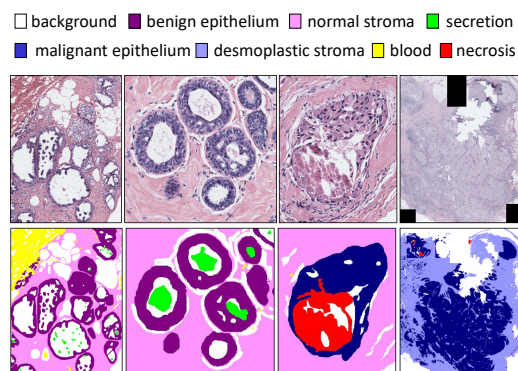 background benign epithelium normal stroma secretion
malignant epithelium desmoplastic stroma blood necrosis